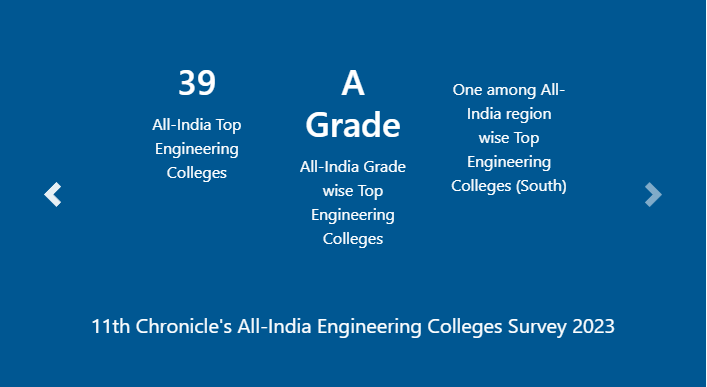 39
All-India Top
Engineering
Colleges
A
Grade
All-India Grade
wise Top
Engineering
Colleges
One among All-
India region
wise Top
Engineering
Colleges (South)
11th Chronicle's All-India Engineering Colleges Survey 2023